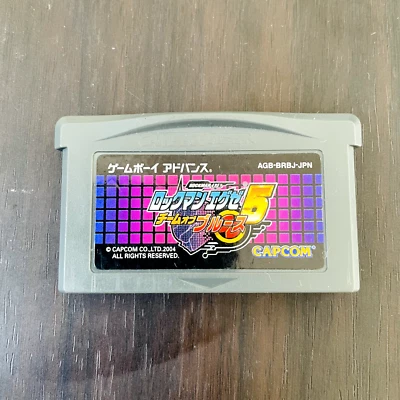 ゲームボーイ アドバンス
AGB-BRBJ-JPN
ロックマン エグゼ 5
チームオブ ブルース
© CAPCOM CO.,LTD.2004
ALL RIGHTS RESERVED.
CAPCOM